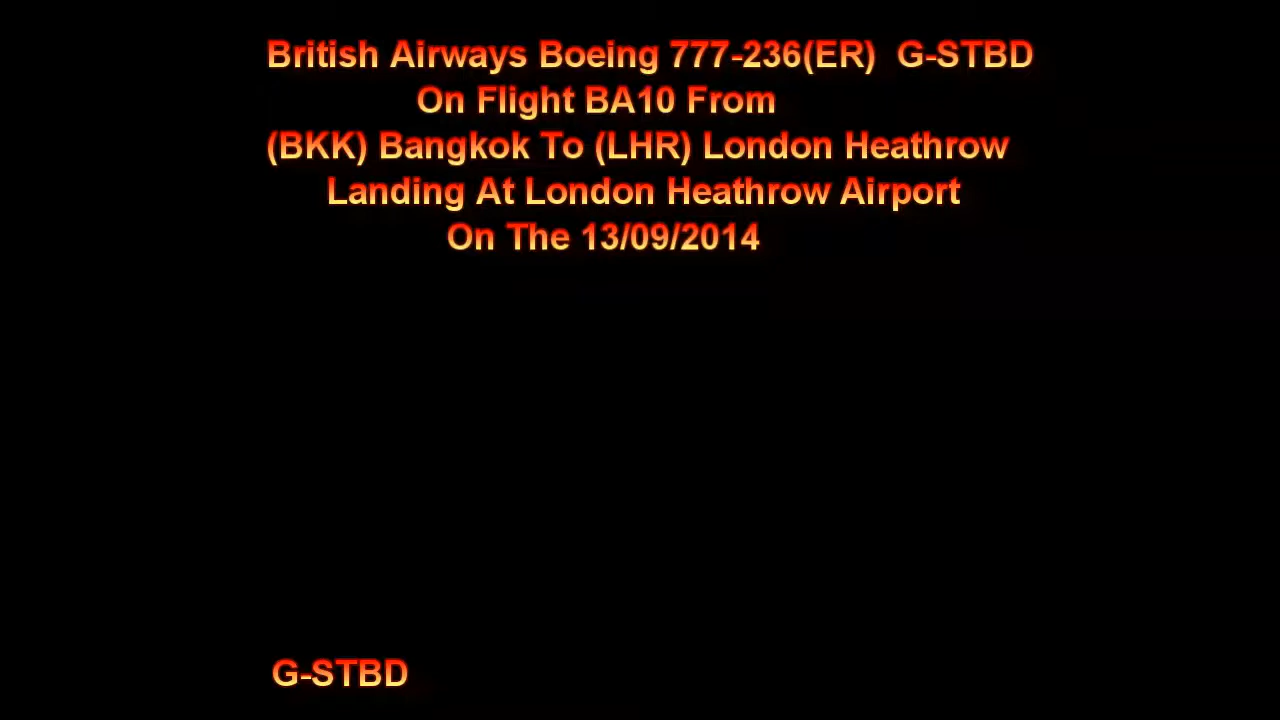 British Airways Boeing 777-236(ER)  G-STBD
On Flight BA10 From
(BKK) Bangkok To (LHR) London Heathrow
Landing At London Heathrow Airport
On The 13/09/2014
G-STBD